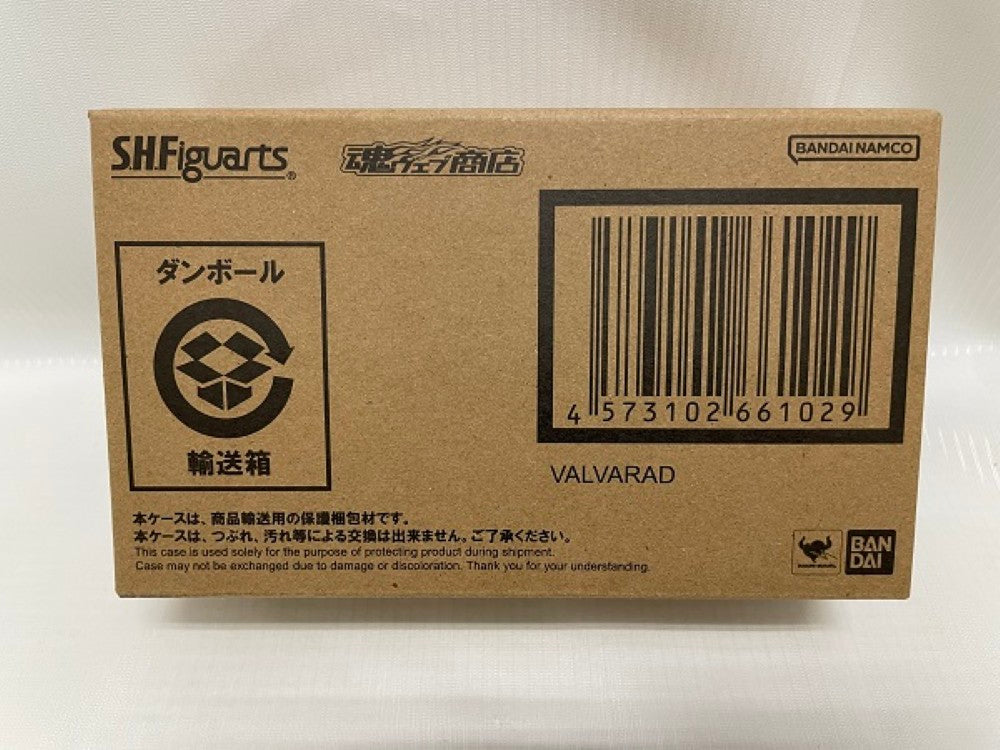 S.H.Figuarts®
魂ウェブ商店
BANDAI NAMCO
ダンボール
輸送箱
4 573102 661029
VALVARAD
本ケースは、商品輸送用の保護梱包材です。
本ケースは、つぶれ、汚れ等による交換は出来ません。ご了承ください。
This case is used solely for the purpose of protecting product during shipment.
Case may not be exchanged due to damage or discoloration. Thank you for your understanding.
BAN
DAI